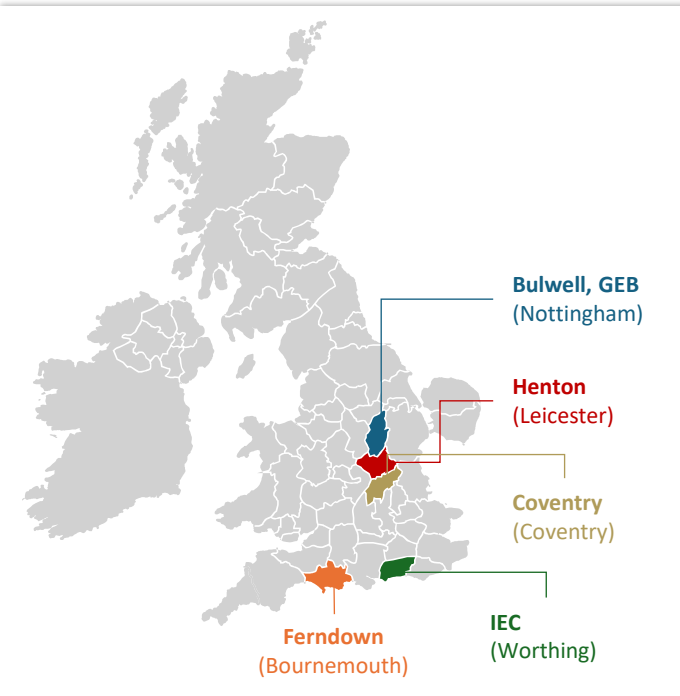 Bulwell, GEB
(Nottingham)
Henton
(Leicester)
Coventry
(Coventry)
IEC
(Worthing)
Ferndown
(Bournemouth)